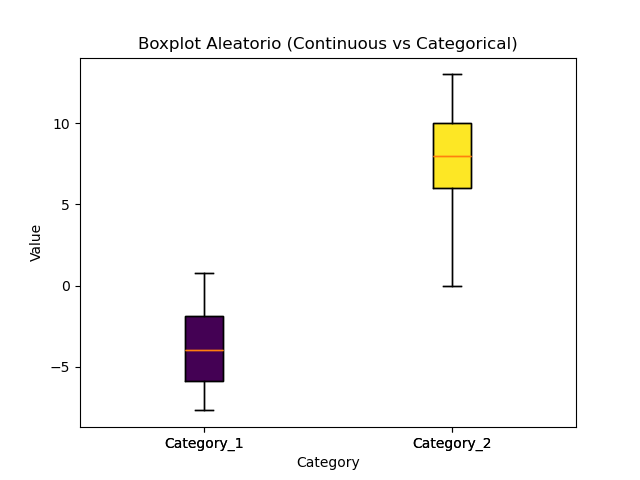 Boxplot Aleatorio (Continuous vs Categorical)
10
5
0
−5
Value
Category_1
Category_2
Category